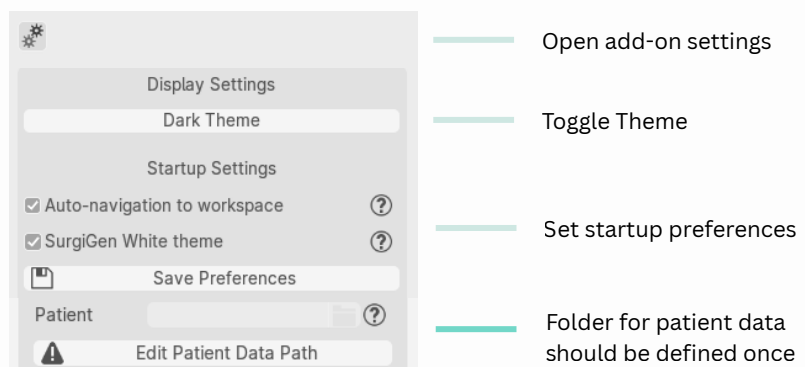 Open add-on settings
Display Settings
Dark Theme
Toggle Theme
Startup Settings
Auto-navigation to workspace
SurgiGen White theme
Set startup preferences
Save Preferences
Patient
Edit Patient Data Path
Folder for patient data
should be defined once